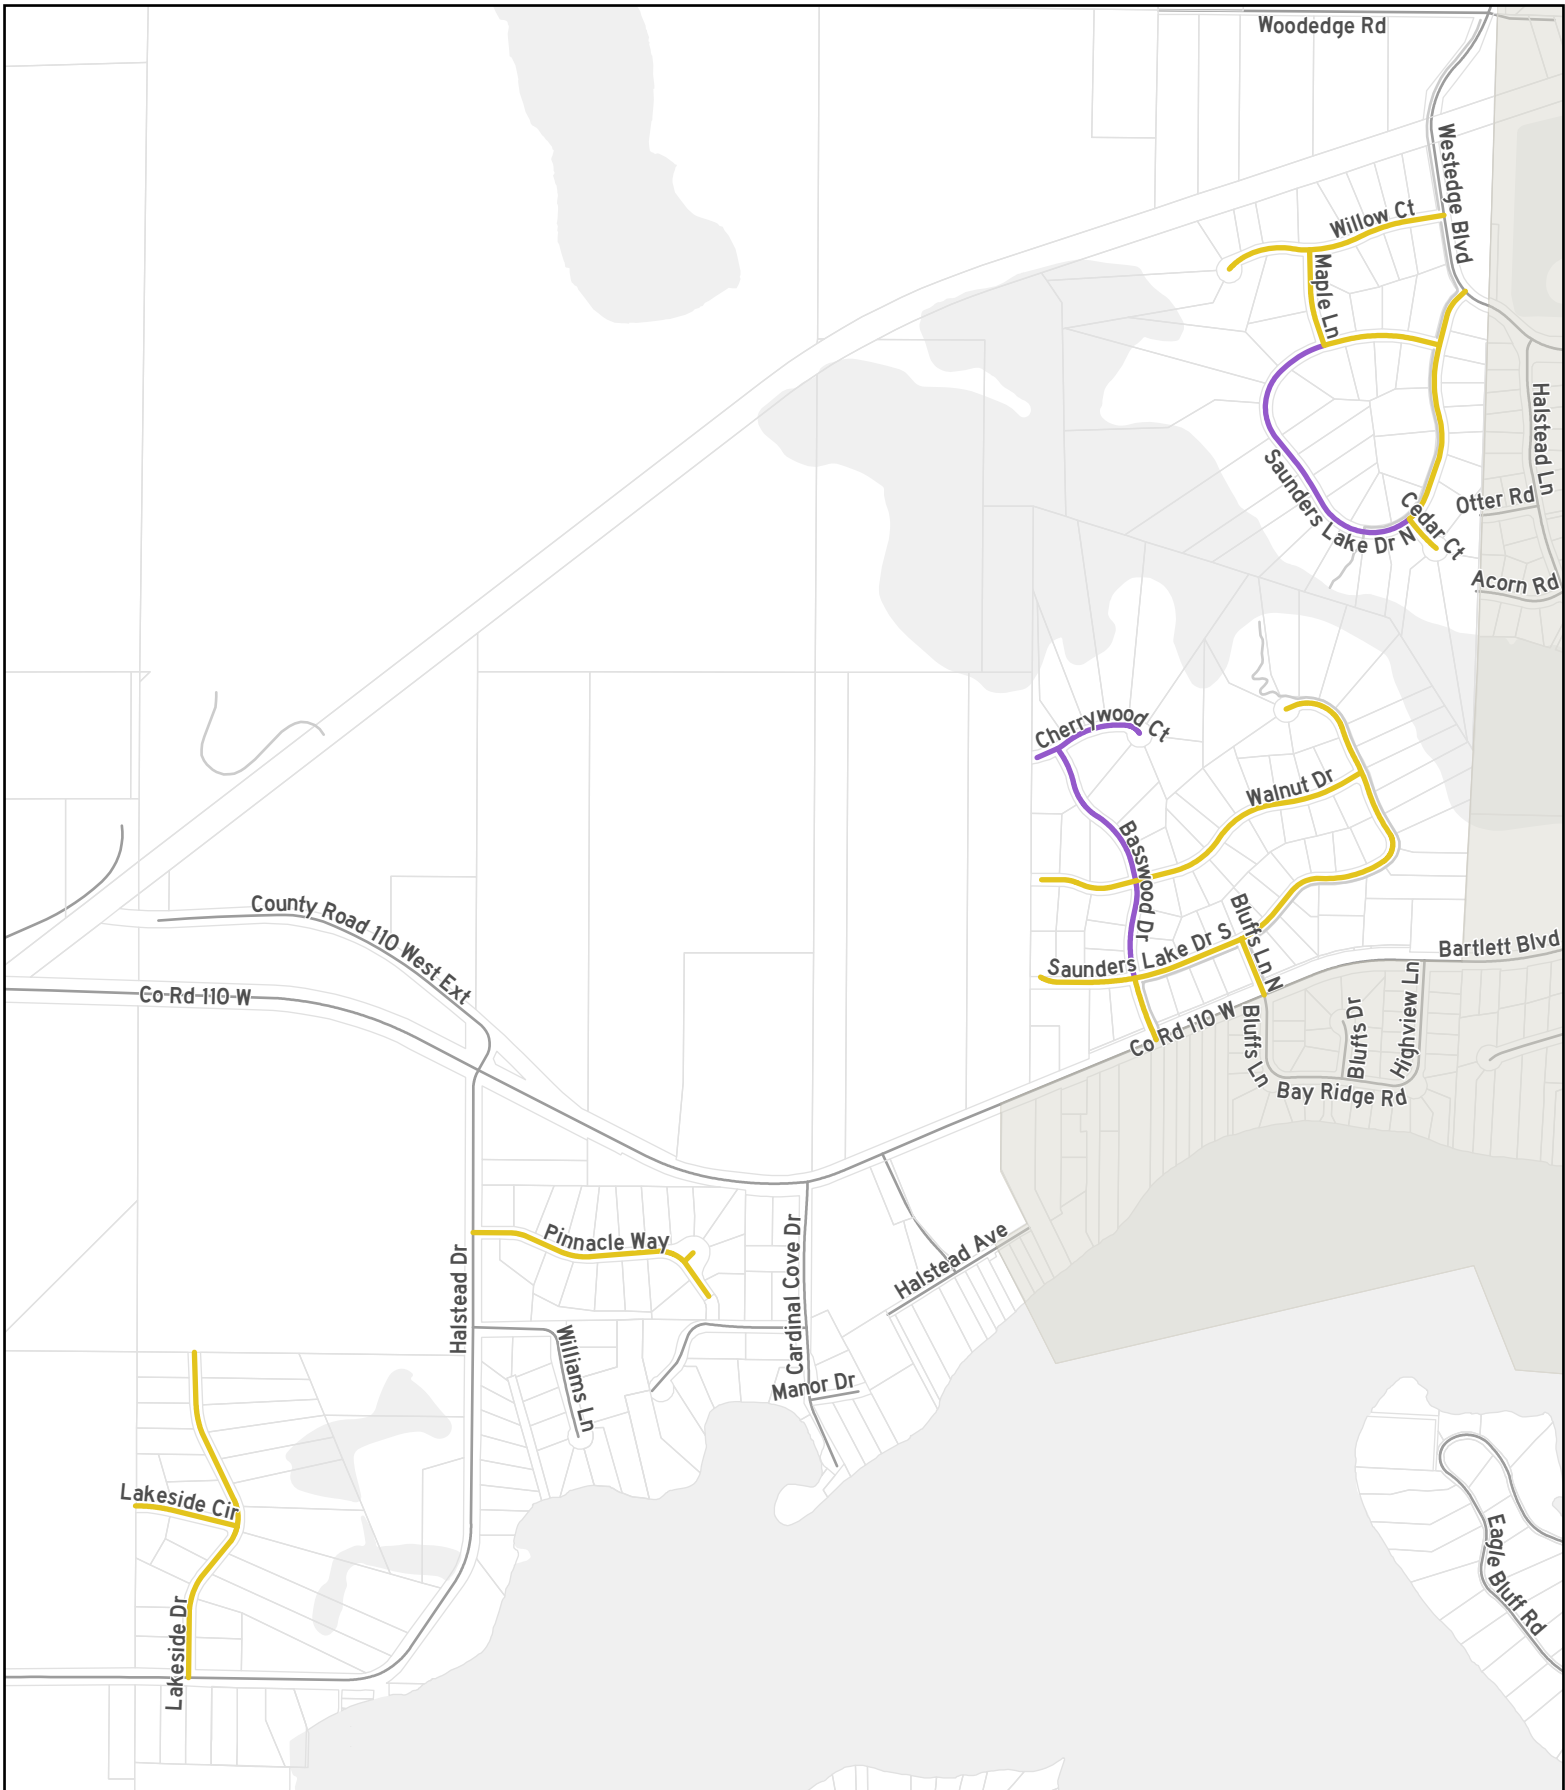 Woodedge Rd
Westedge Blvd
Willow Ct
Maple Ln
Halstead Ln
Saunders Lake Dr N
Cedar Ct
Otter Rd
Acorn Rd
Cherrywood Ct
Walnut Dr
Basswood Dr
Bluffs Ln N
Saunders Lake Dr S
County Road 110 West Ext
Co Rd 110 W
Bartlett Blvd
Co Rd 110 W
Bluffs Ln
Bluffs Dr
Highview Ln
Bay Ridge Rd
Pinnacle Way
Halstead Dr
Cardinal Cove Dr
Halstead Ave
Williams Ln
Manor Dr
Lakeside Cir
Lakeside Dr
Eagle Bluff Rd